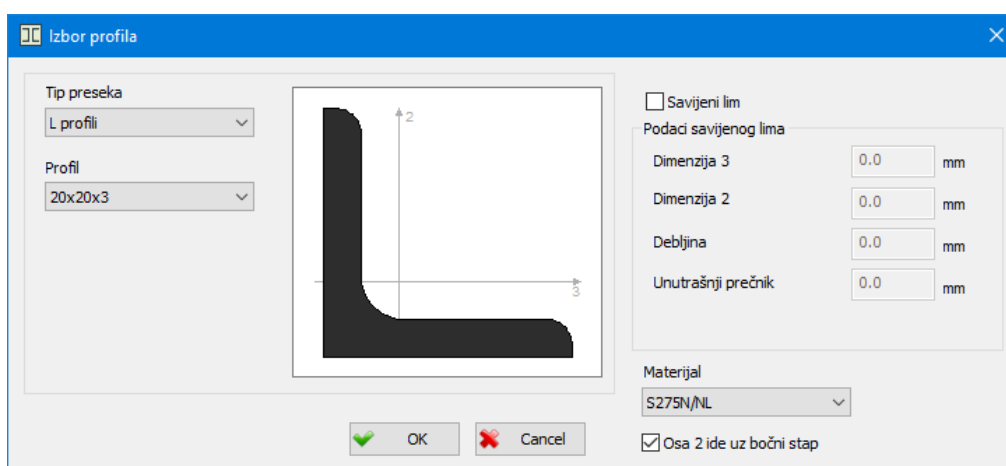 Izbor profila
Tip preseka
L profili
Profil
20x20x3
2
3
Savijeni lim
Podaci savijenog lima
Dimenzija 3 0.0 mm
Dimenzija 2 0.0 mm
Debljina 0.0 mm
Unutrašnji prečnik 0.0 mm
Materijal
S275N/NL
Osa 2 ide uz bočni stap
OK Cancel